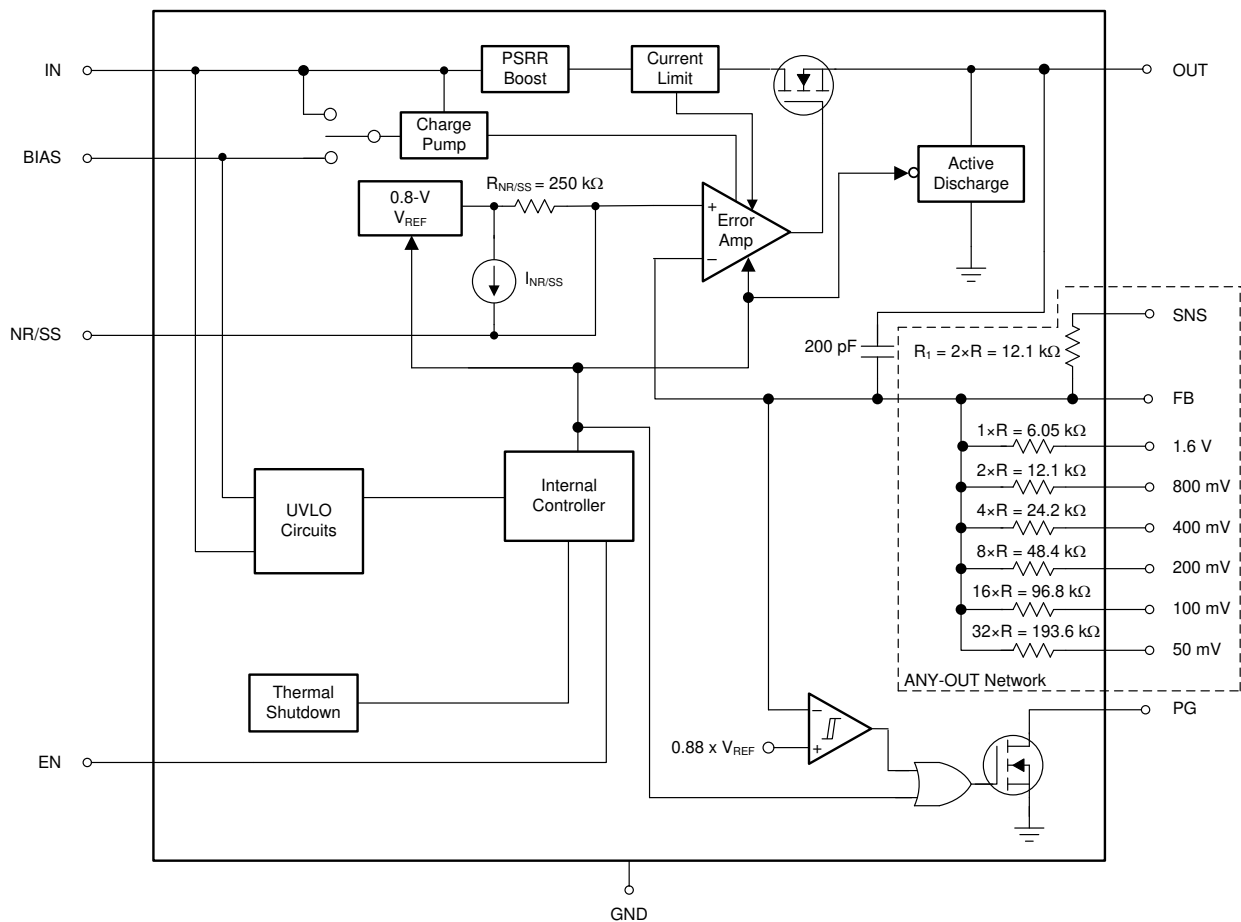 IN
PSRR
Boost
Current
Limit
OUT
Charge
Pump
BIAS
Active
Discharge
0.8-V
VREF
RNR/SS = 250 kΩ
+
Error
Amp
−
INR/SS
NR/SS
SNS
200 pF
R1 = 2×R = 12.1 kΩ
FB
1×R = 6.05 kΩ
1.6 V
2×R = 12.1 kΩ
800 mV
4×R = 24.2 kΩ
400 mV
8×R = 48.4 kΩ
200 mV
16×R = 96.8 kΩ
100 mV
32×R = 193.6 kΩ
50 mV
ANY-OUT Network
UVLO
Circuits
Internal
Controller
Thermal
Shutdown
PG
−
0.88 x VREF
+
EN
GND